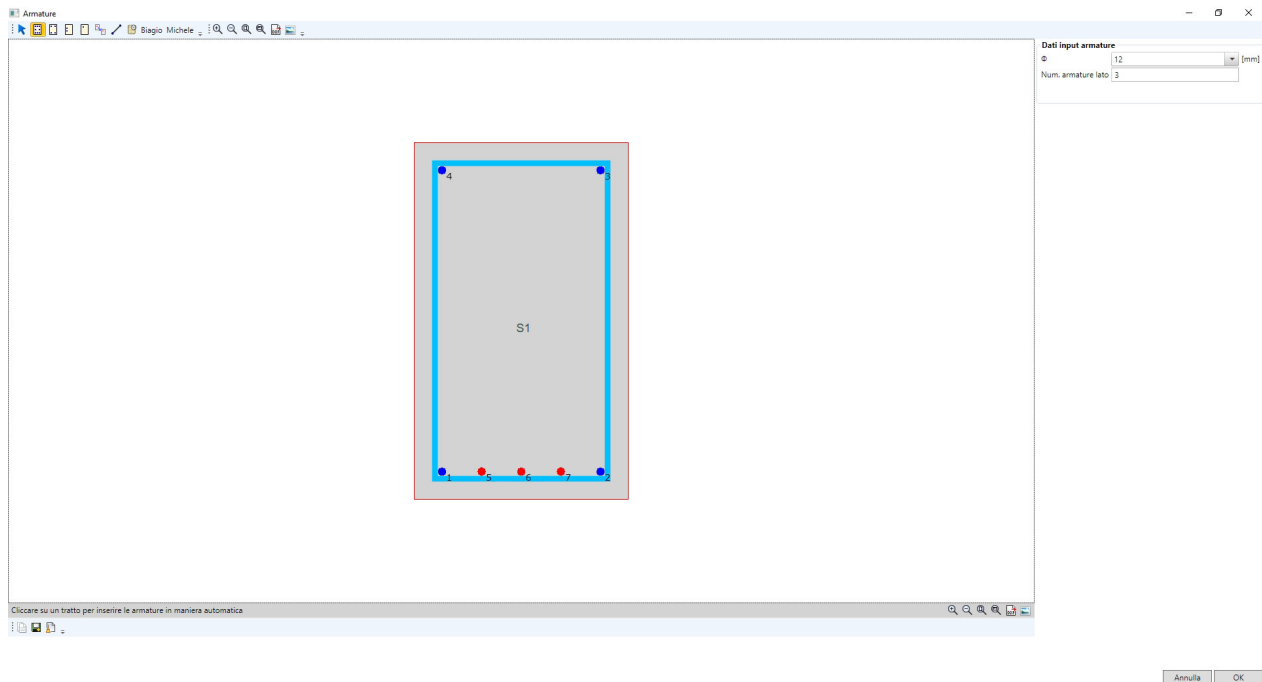 Armature
Biagio Michele
Dati input armature
Φ 12 [mm]
Num. armature lato 3
4 3
S1
1 5 6 7 2
Cliccare su un tratto per inserire le armature in maniera automatica
Annulla OK